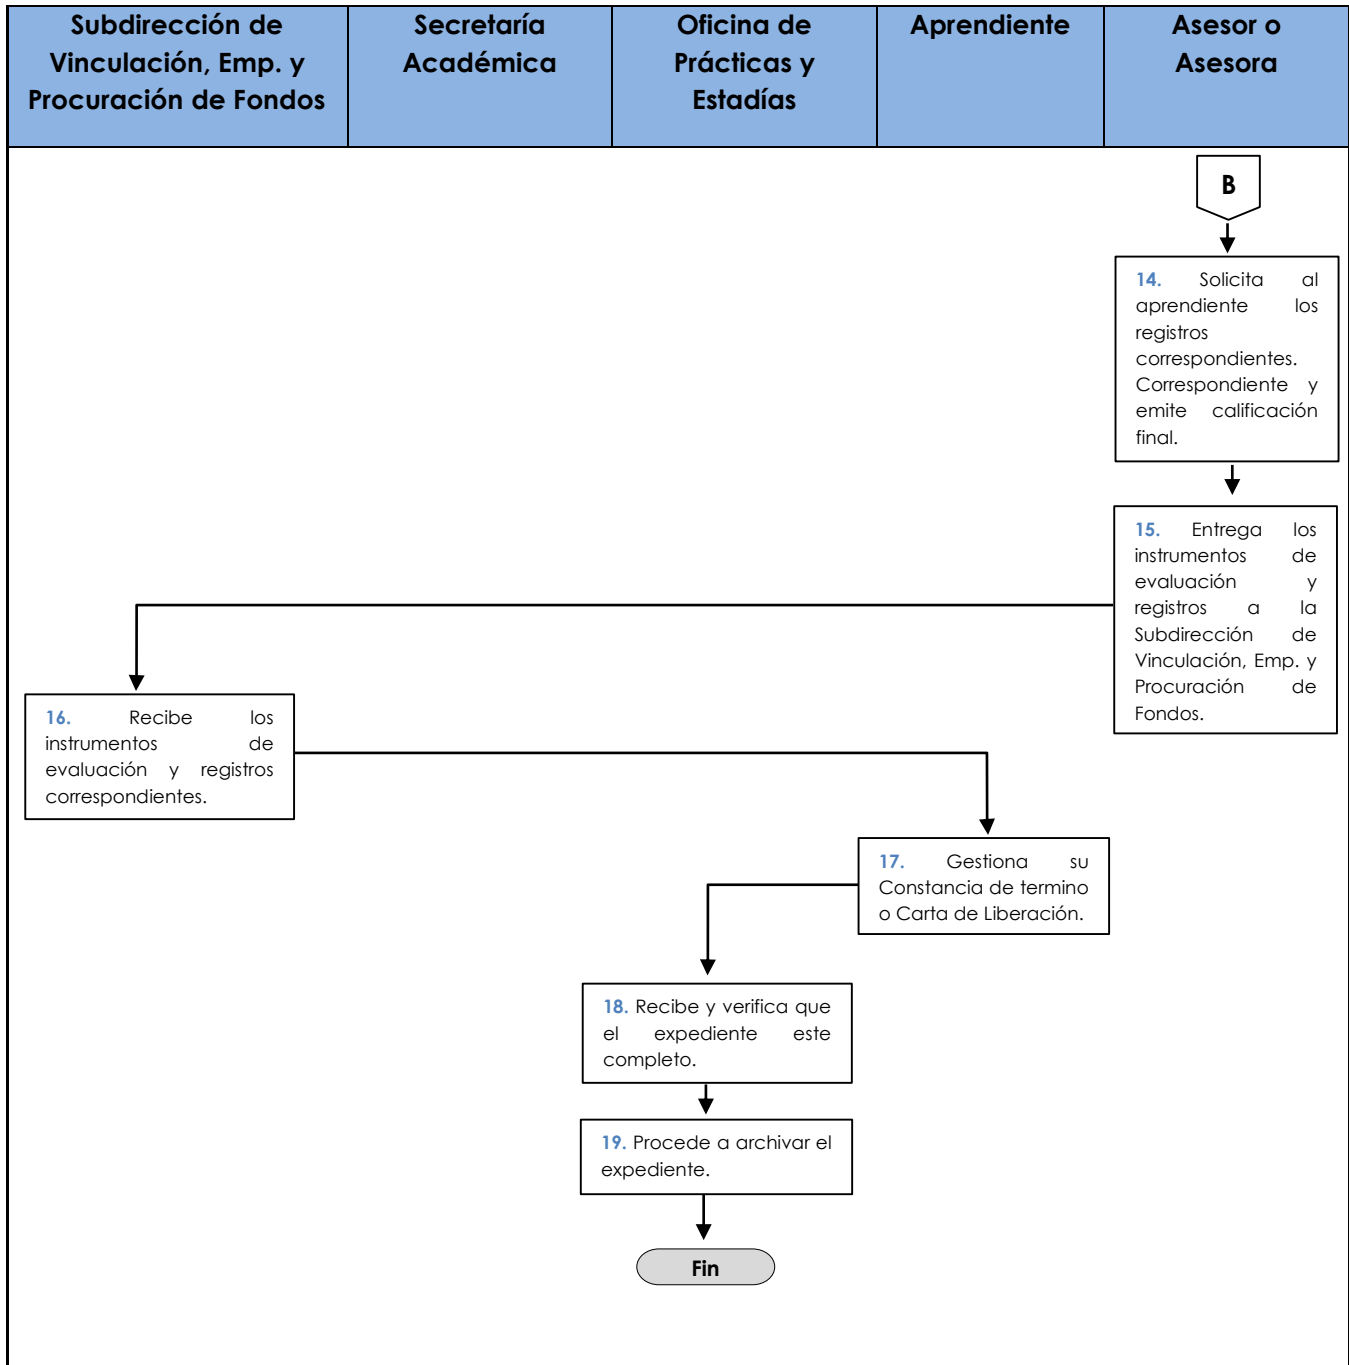 Subdirección de
Vinculación, Emp. y
Procuración de Fondos
Secretaría
Académica
Oficina de
Prácticas y
Estadías
Aprendiente
Asesor o
Asesora
B
14. Solicita al
aprendiente los
registros
correspondientes.
Correspondiente y
emite calificación
final.
15. Entrega los
instrumentos de
evaluación y
registros a la
Subdirección de
Vinculación, Emp. y
Procuración de
Fondos.
16. Recibe los
instrumentos de
evaluación y registros
correspondientes.
17. Gestiona su
Constancia de termino
o Carta de Liberación.
18. Recibe y verifica que
el expediente este
completo.
19. Procede a archivar el
expediente.
Fin